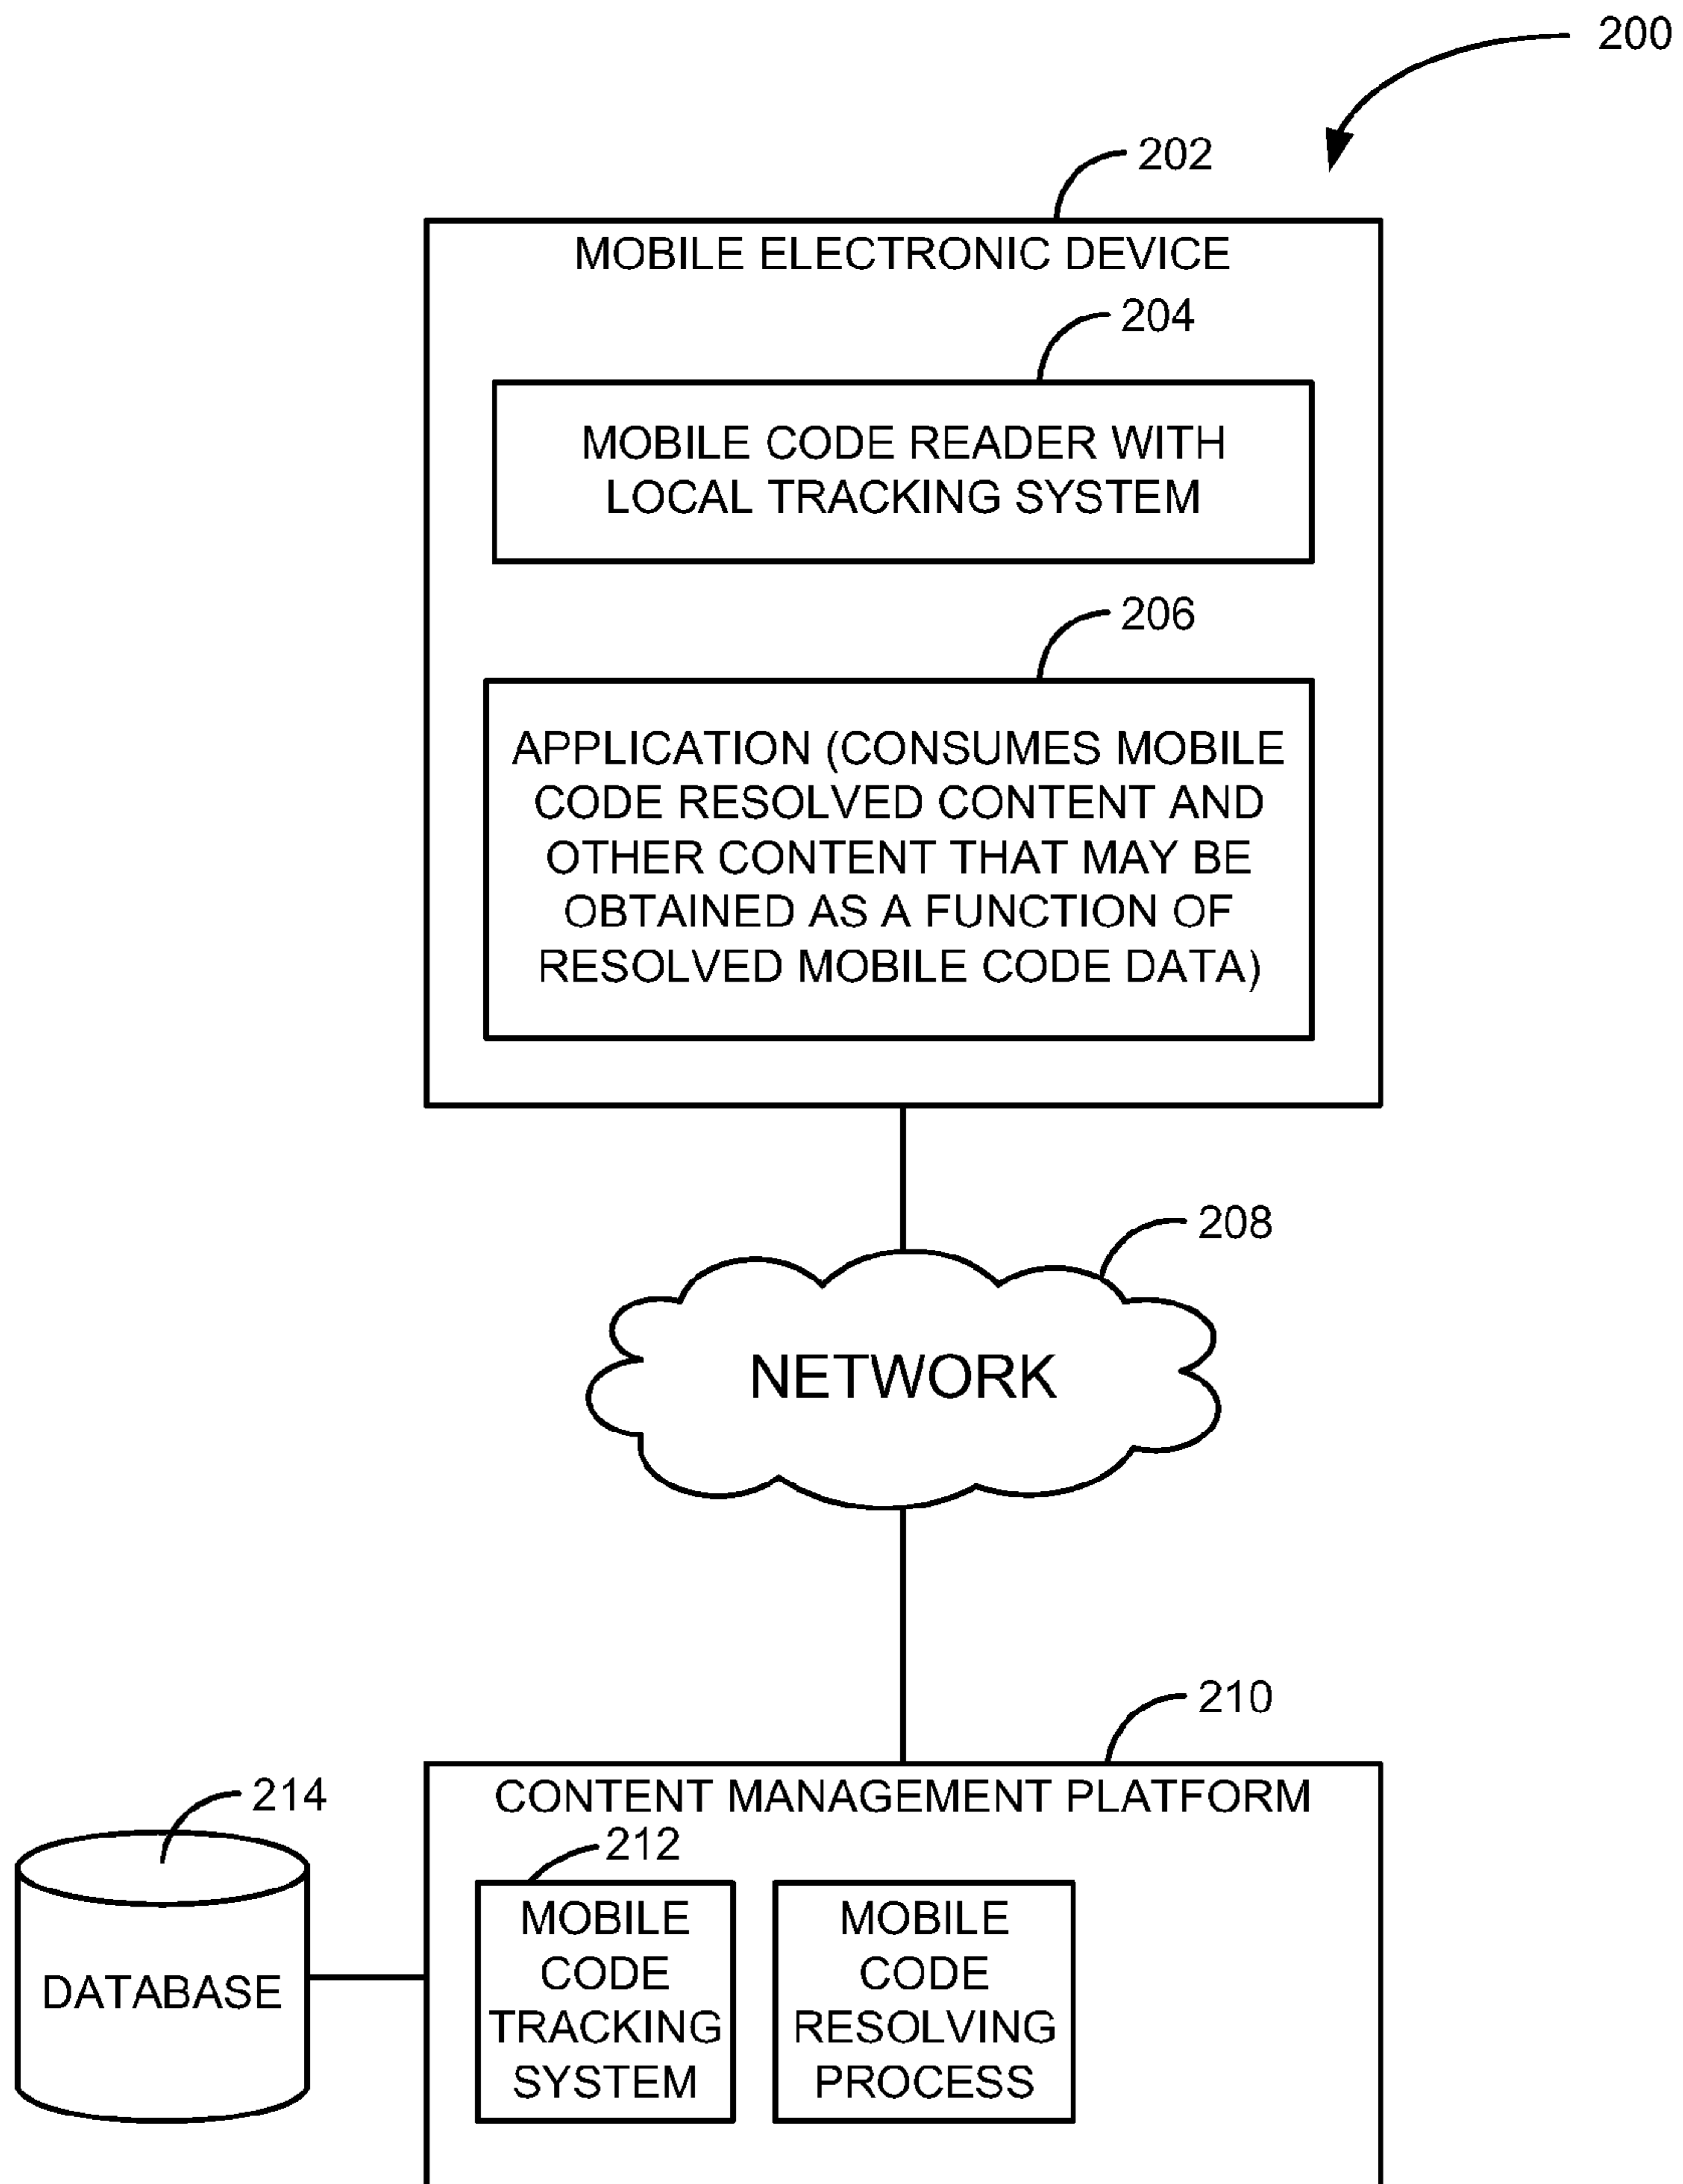 200
202
MOBILE ELECTRONIC DEVICE
204
MOBILE CODE READER WITH
LOCAL TRACKING SYSTEM
206
APPLICATION (CONSUMES MOBILE
CODE RESOLVED CONTENT AND
OTHER CONTENT THAT MAY BE
OBTAINED AS A FUNCTION OF
RESOLVED MOBILE CODE DATA)
208
NETWORK
210
CONTENT MANAGEMENT PLATFORM
214
DATABASE
212
MOBILE
CODE
TRACKING
SYSTEM
MOBILE
CODE
RESOLVING
PROCESS